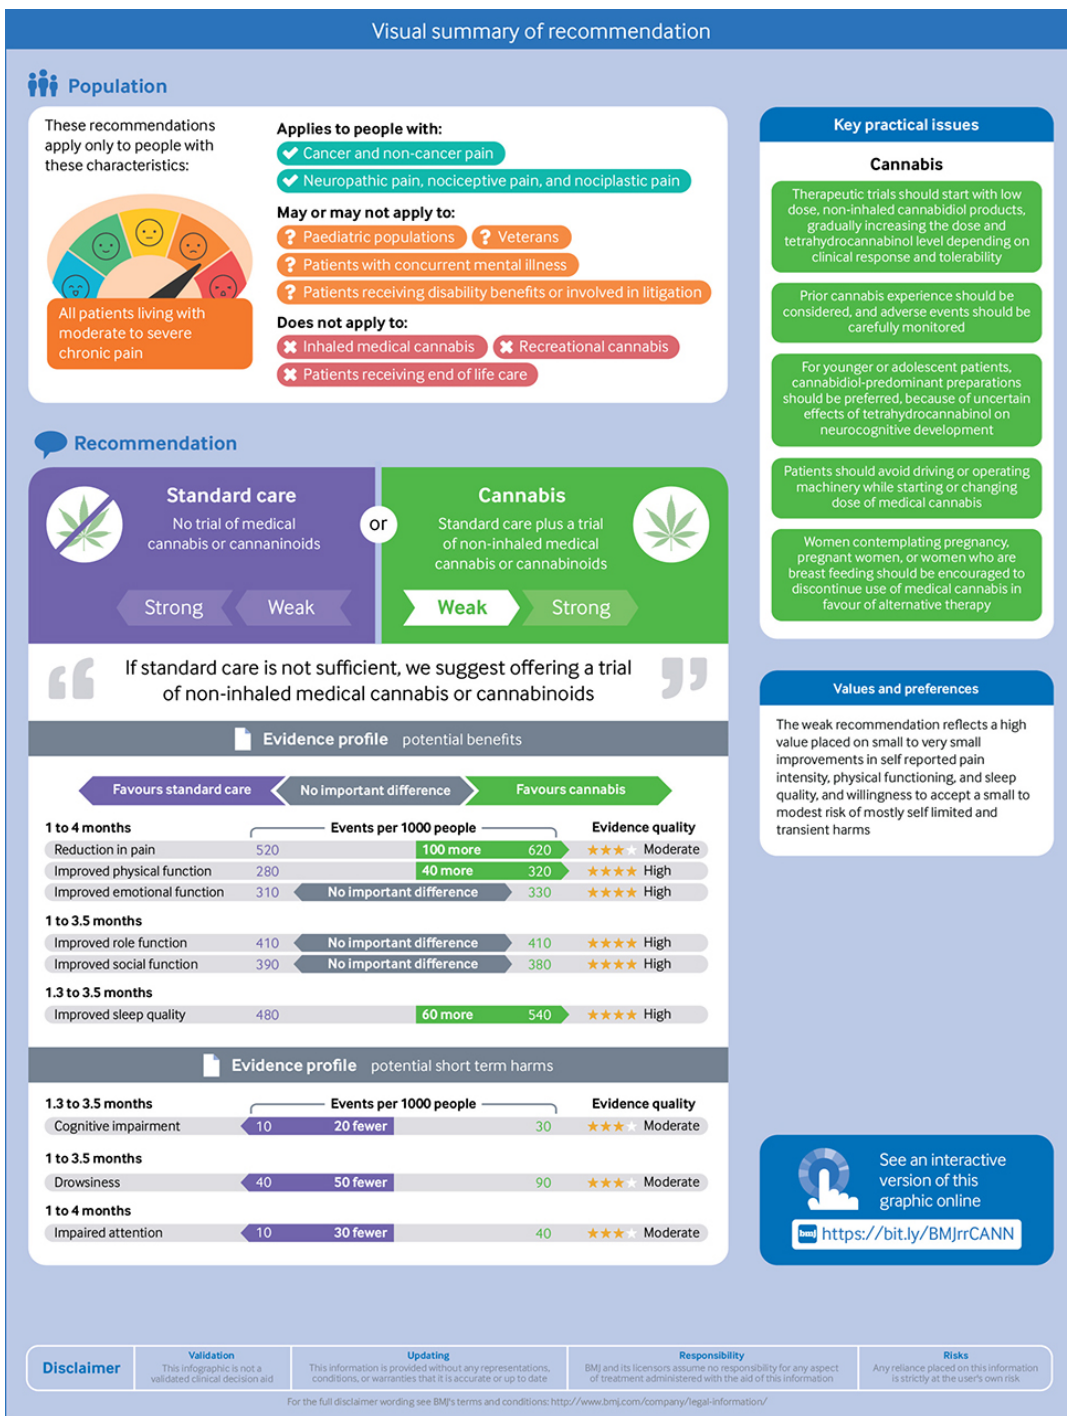 Visual summary of recommendation
Population
These recommendations
apply only to people with
these characteristics:
All patients living with
moderate to severe
chronic pain
Applies to people with:
Cancer and non-cancer pain
Neuropathic pain, nociceptive pain, and nociplastic pain
May or may not apply to:
? Paediatric populations ? Veterans
? Patients with concurrent mental illness
? Patients receiving disability benefits or involved in litigation
Does not apply to:
Inhaled medical cannabis Recreational cannabis
Patients receiving end of life care
Key practical issues
Cannabis
Therapeutic trials should start with low
dose, non-inhaled cannabidiol products,
gradually increasing the dose and
tetrahydrocannabinol level depending on
clinical response and tolerability
Prior cannabis experience should be
considered, and adverse events should be
carefully monitored
For younger or adolescent patients,
cannabidiol-predominant preparations
should be preferred, because of uncertain
effects of tetrahydrocannabinol on
neurocognitive development
Patients should avoid driving or operating
machinery while starting or changing
dose of medical cannabis
Women contemplating pregnancy,
pregnant women, or women who are
breast feeding should be encouraged to
discontinue use of medical cannabis in
favour of alternative therapy
Recommendation
Standard care
No trial of medical
cannabis or cannaninoids
Strong Weak
or
Cannabis
Standard care plus a trial
of non-inhaled medical
cannabis or cannabinoids
Weak Strong
“ If standard care is not sufficient, we suggest offering a trial
of non-inhaled medical cannabis or cannabinoids ”
Values and preferences
The weak recommendation reflects a high
value placed on small to very small
improvements in self reported pain
intensity, physical functioning, and sleep
quality, and willingness to accept a small to
modest risk of mostly self limited and
transient harms
Evidence profile potential benefits
Favours standard care No important difference Favours cannabis
1 to 4 months Events per 1000 people Evidence quality
Reduction in pain 520 100 more 620 Moderate
Improved physical function 280 40 more 320 High
Improved emotional function 310 No important difference 330 High
1 to 3.5 months
Improved role function 410 No important difference 410 High
Improved social function 390 No important difference 380 High
1.3 to 3.5 months
Improved sleep quality 480 60 more 540 High
Evidence profile potential short term harms
1.3 to 3.5 months Events per 1000 people Evidence quality
Cognitive impairment 10 20 fewer 30 Moderate
1 to 3.5 months
Drowsiness 40 50 fewer 90 Moderate
1 to 4 months
Impaired attention 10 30 fewer 40 Moderate
See an interactive
version of this
graphic online
bmj https://bit.ly/BMJrrCANN
Disclaimer
Validation
This infographic is not a
validated clinical decision aid
Updating
This information is provided without any representations,
conditions, or warranties that it is accurate or up to date
Responsibility
BMJ and its licensors assume no responsibility for any aspect
of treatment administered with the aid of this information
Risks
Any reliance placed on this information
is strictly at the user's own risk
For the full disclaimer wording see BMJ's terms and conditions: http://www.bmj.com/company/legal-information/